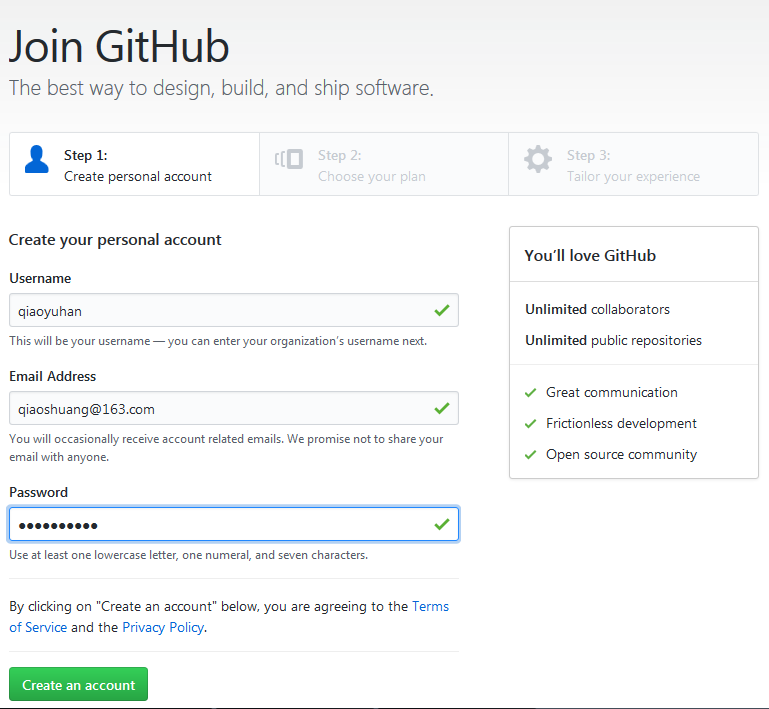 Join GitHub
The best way to design, build, and ship software.
Step 1:
Create personal account
Step 2:
Choose your plan
Step 3:
Tailor your experience
Create your personal account
Username
qiaoyuhan
This will be your username — you can enter your organization's username next.
Email Address
qiaoshuang@163.com
You will occasionally receive account related emails. We promise not to share your
email with anyone.
Password
••••••••••
Use at least one lowercase letter, one numeral, and seven characters.
By clicking on "Create an account" below, you are agreeing to the Terms
of Service and the Privacy Policy.
Create an account
You'll love GitHub
Unlimited collaborators
Unlimited public repositories
Great communication
Frictionless development
Open source community